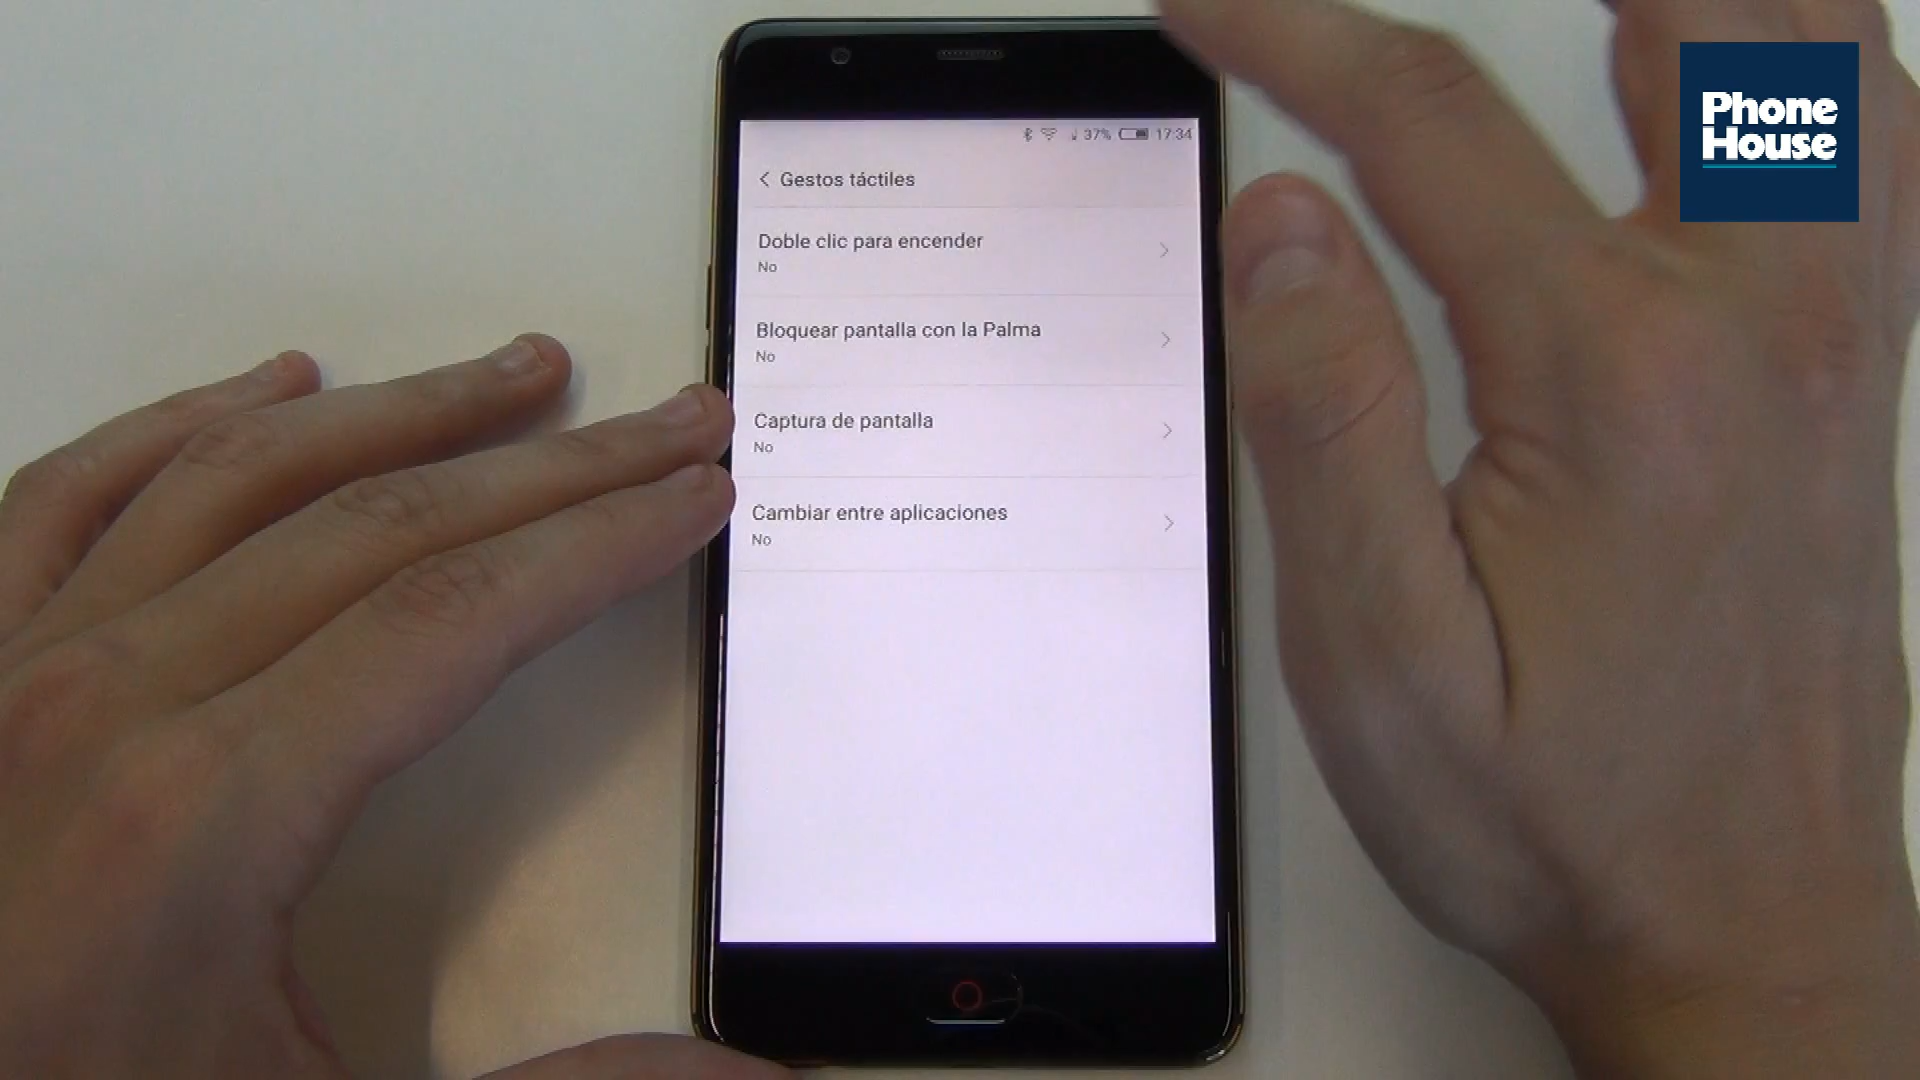 Phone
House
37% 17:34
< Gestos táctiles
Doble clic para encender
No
Bloquear pantalla con la Palma
No
Captura de pantalla
No
Cambiar entre aplicaciones
No